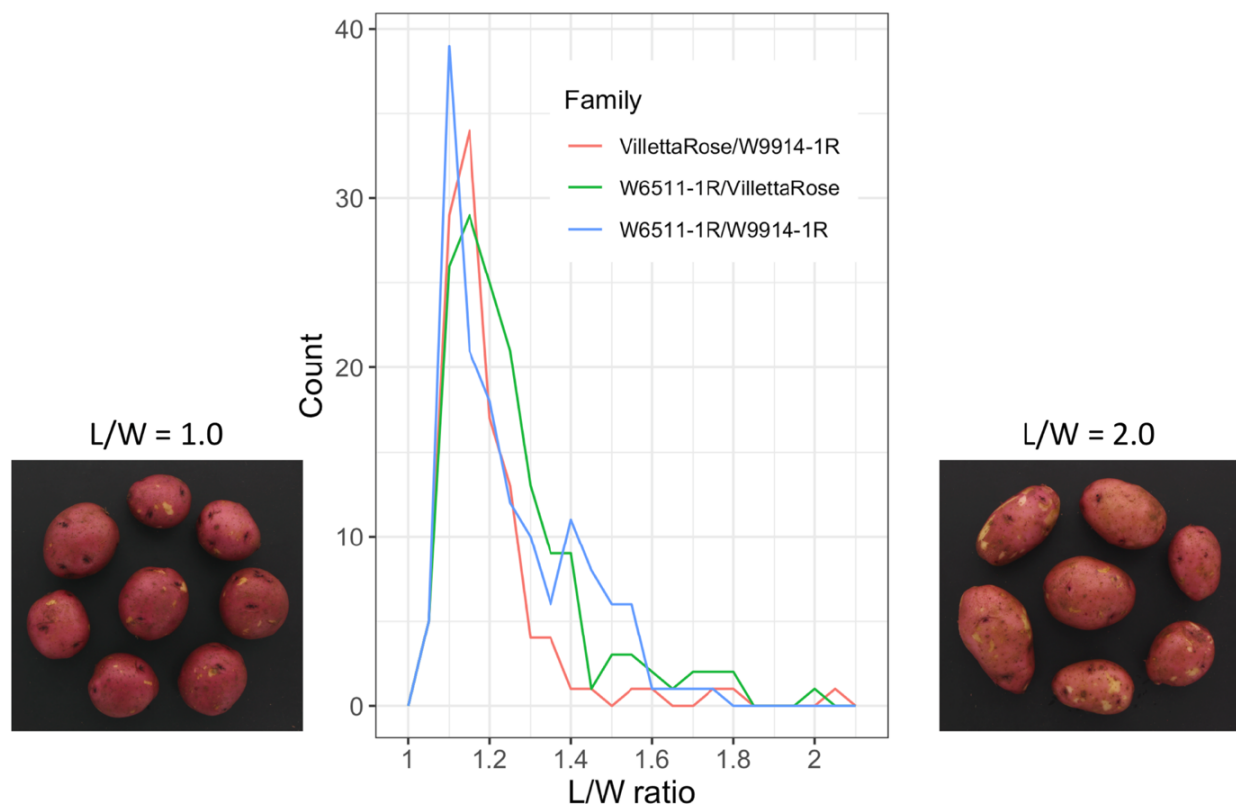 40
30
20
10
0
Count
Family
VillettaRose/W9914-1R
W6511-1R/VillettaRose
W6511-1R/W9914-1R
L/W = 1.0
L/W = 2.0
1 1.2 1.4 1.6 1.8 2
L/W ratio